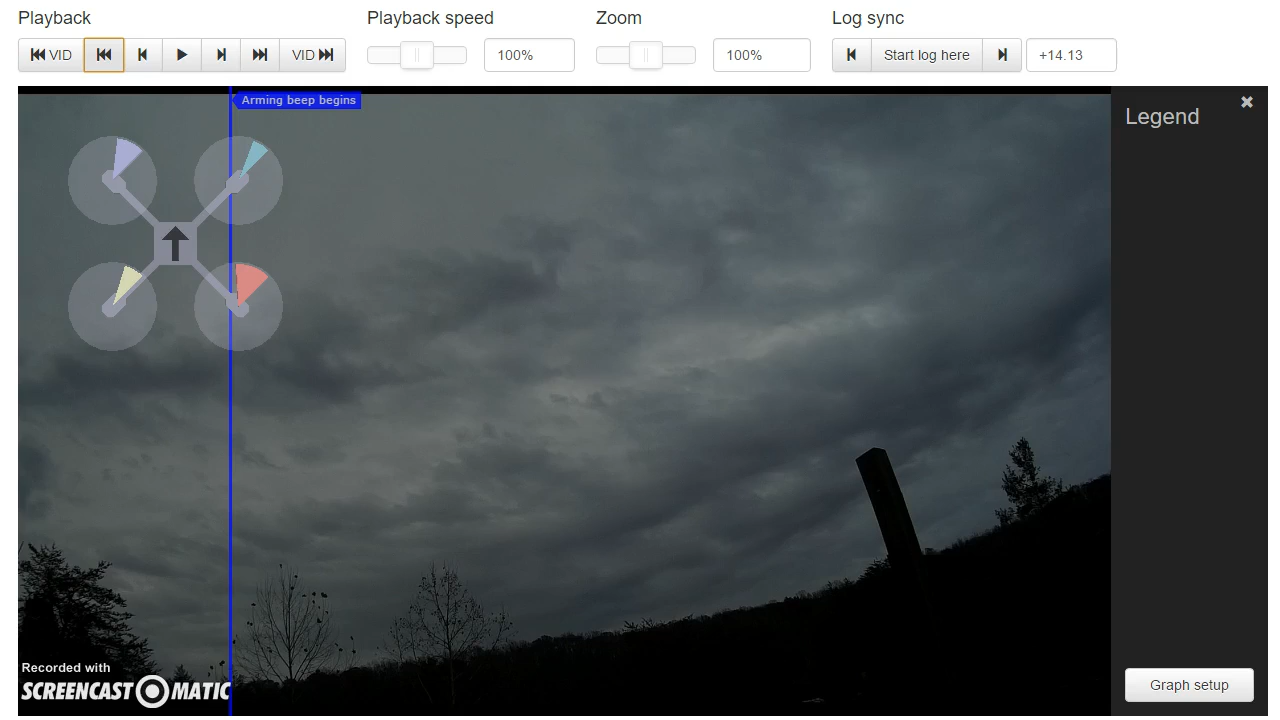 Playback
Playback speed
Zoom
Log sync
VID
VID
100%
100%
Start log here
+14.13
Arming beep begins
Legend
Recorded with
SCREENCAST MATIC
Graph setup